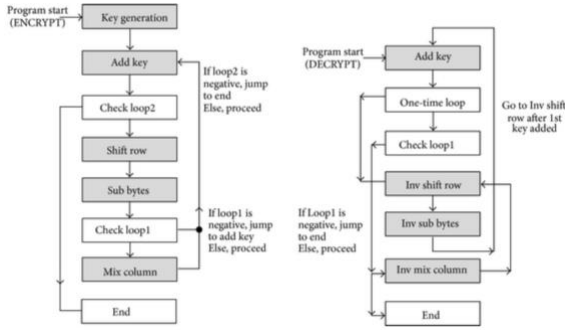 Program start
(ENCRYPT)
Key generation
Add key
Check loop2
Shift row
Sub bytes
Check loop1
Mix column
End
If loop2 is
negative, jump
to end
Else, proceed
If loop1 is
negative, jump
to add key
Else, proceed
Program start
(DECRYPT)
Add key
One-time loop
Check loop1
Inv shift row
Inv sub bytes
Inv mix column
End
If Loop1 is
negative, jump
to end
Else, proceed
Go to Inv shift
row after 1st
key added